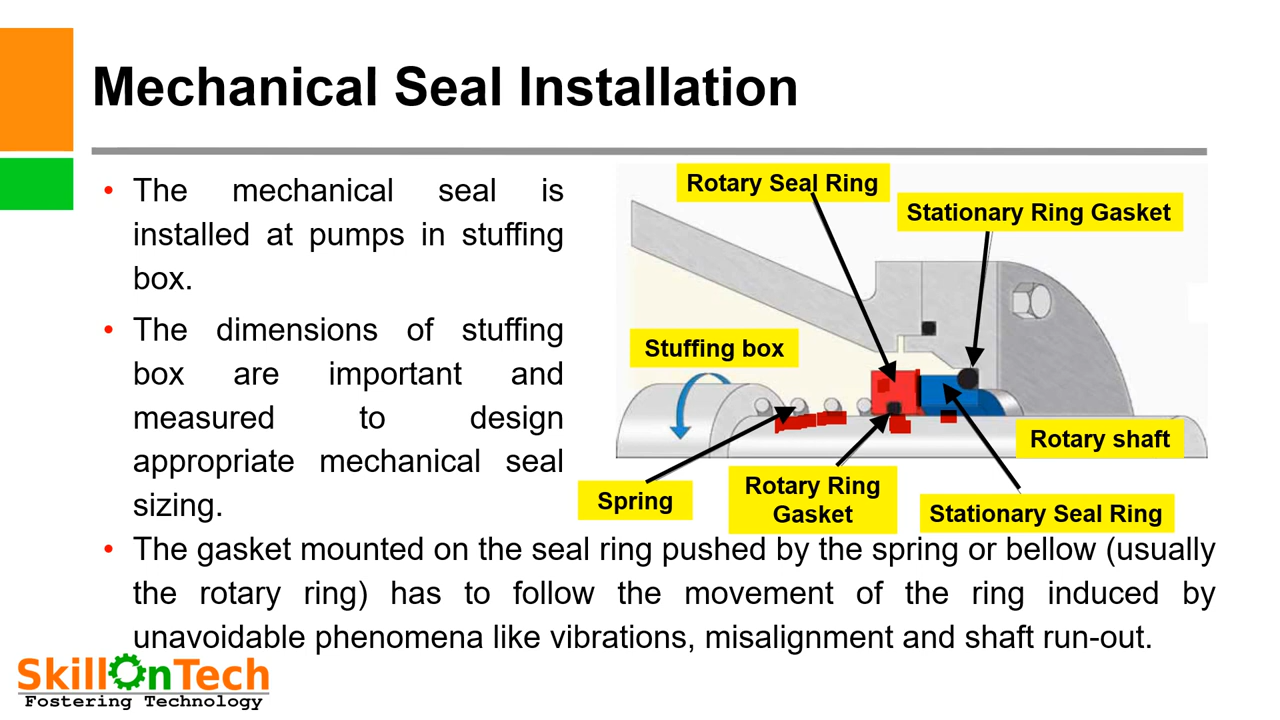 Mechanical Seal Installation
• The mechanical seal is
installed at pumps in stuffing
box.
• The dimensions of stuffing
box are important and
measured to design
appropriate mechanical seal
sizing.
Rotary Seal Ring
Stationary Ring Gasket
Stuffing box
Rotary shaft
Spring
Rotary Ring
Gasket
Stationary Seal Ring
• The gasket mounted on the seal ring pushed by the spring or bellow (usually
the rotary ring) has to follow the movement of the ring induced by
unavoidable phenomena like vibrations, misalignment and shaft run-out.
SkillOnTech
Fostering Technology